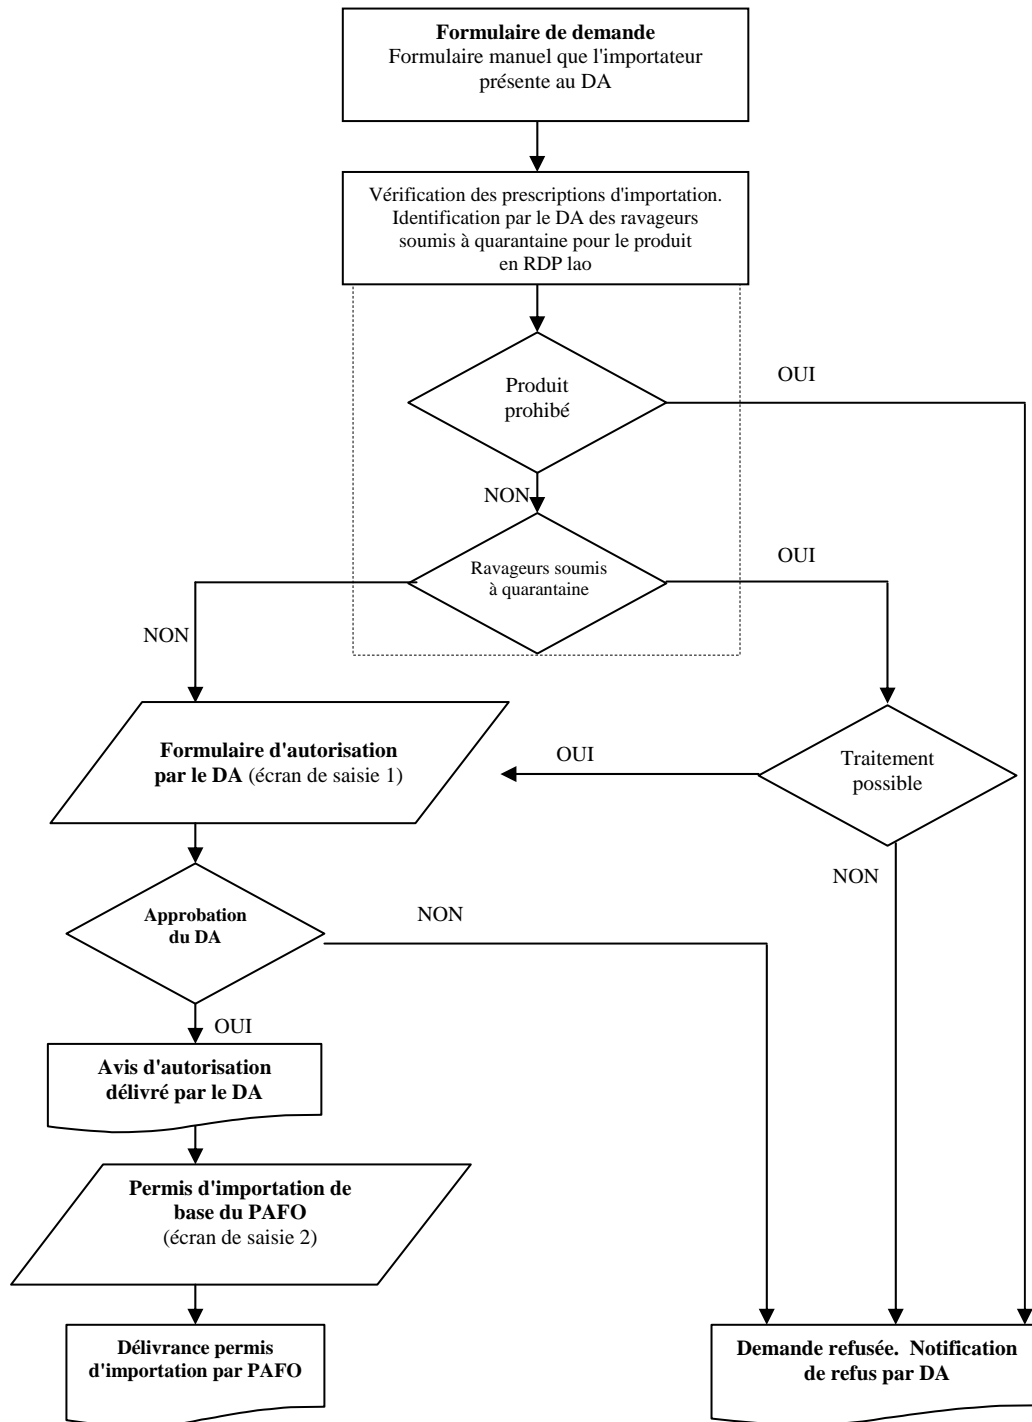 Formulaire de demande
Formulaire manuel que l'importateur
présente au DA
Vérification des prescriptions d'importation.
Identification par le DA des ravageurs
soumis à quarantaine pour le produit
en RDP lao
Produit
prohibé
OUI
NON
Ravageurs soumis
à quarantaine
OUI
NON
Formulaire d'autorisation
par le DA (écran de saisie 1)
OUI
Traitement
possible
NON
Approbation
du DA
NON
OUI
Avis d'autorisation
délivré par le DA
Permis d'importation de
base du PAFO
(écran de saisie 2)
Délivrance permis
d'importation par PAFO
Demande refusée.  Notification
de refus par DA